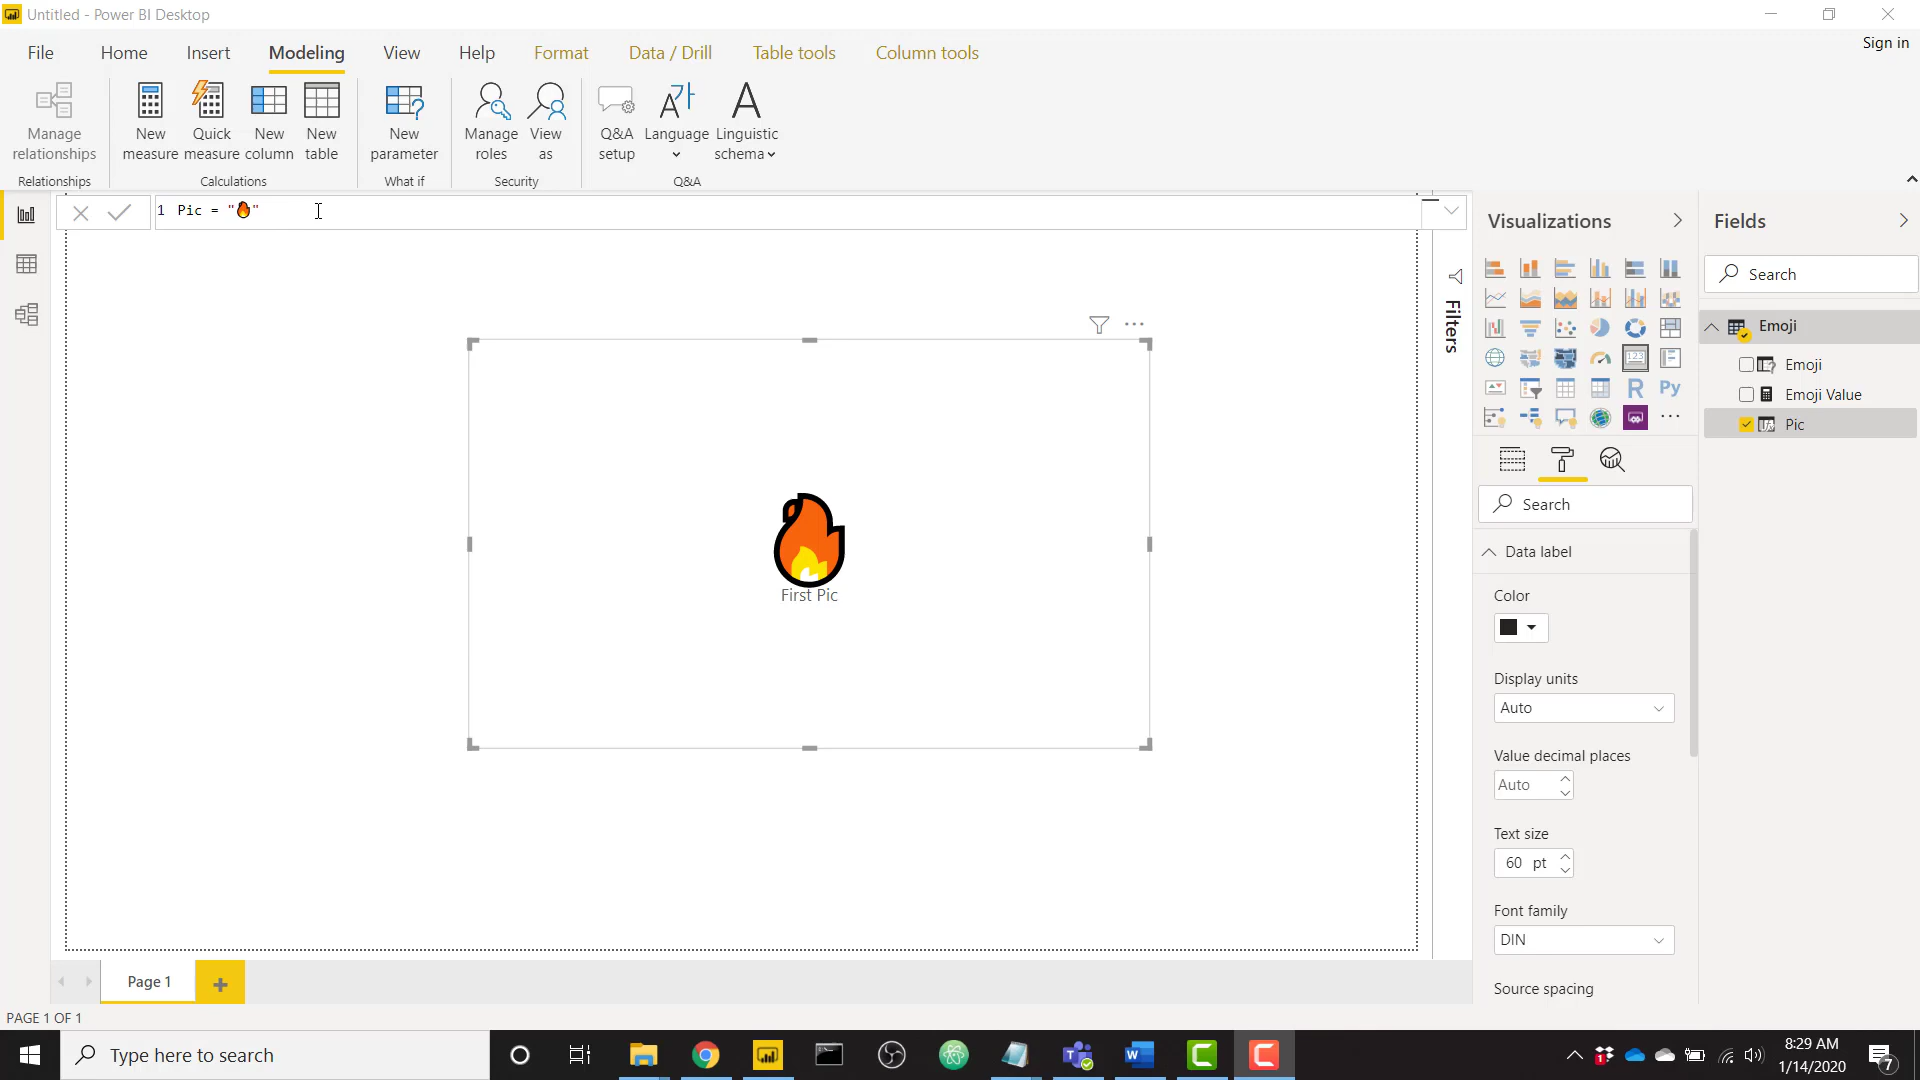 Untitled - Power BI Desktop
Sign in
File Home Insert Modeling View Help Format Data / Drill Table tools Column tools
Manage relationships
New measure
Quick measure
New column
New table
New parameter
Manage roles
View as
Q&A setup
Language
Linguistic schema
Relationships
Calculations
What if
Security
Q&A
1 Pic = "🔥"
First Pic
Filters
Visualizations
R
Py
123
Search
Data label
Color
Display units
Auto
Value decimal places
Auto
Text size
60 pt
Font family
DIN
Source spacing
Fields
Search
Emoji
Emoji
Emoji Value
Pic
Page 1
PAGE 1 OF 1
Type here to search
8:29 AM
1/14/2020
1
7